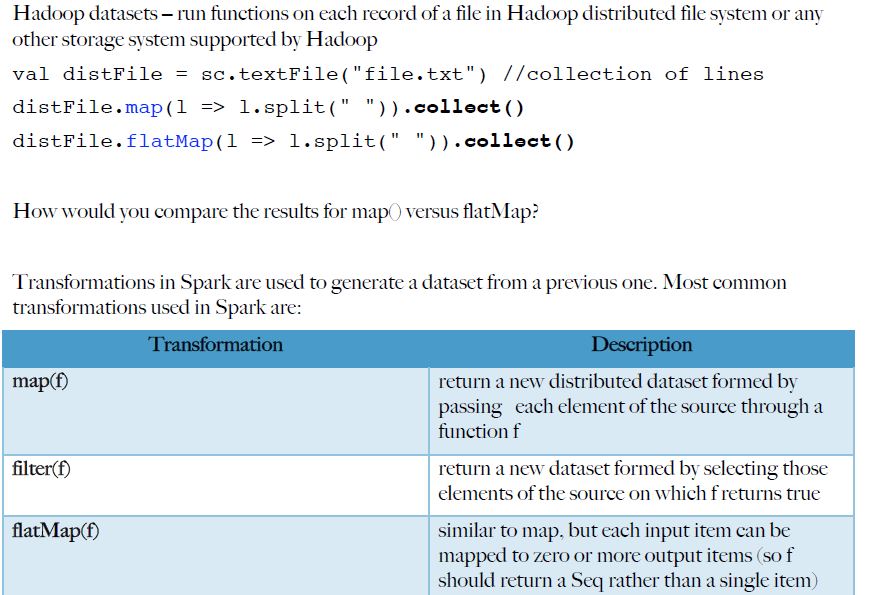 Hadoop datasets – run functions on each record of a file in Hadoop distributed file system or any
other storage system supported by Hadoop
val distFile = sc.textFile("file.txt") //collection of lines
distFile.map(l => l.split(" ")).collect()
distFile.flatMap(l => l.split(" ")).collect()
How would you compare the results for map() versus flatMap?
Transformations in Spark are used to generate a dataset from a previous one. Most common
transformations used in Spark are:
Transformation Description
map(f)
return a new distributed dataset formed by
passing each element of the source through a
function f
filter(f)
return a new dataset formed by selecting those
elements of the source on which f returns true
flatMap(f)
similar to map, but each input item can be
mapped to zero or more output items (so f
should return a Seq rather than a single item)